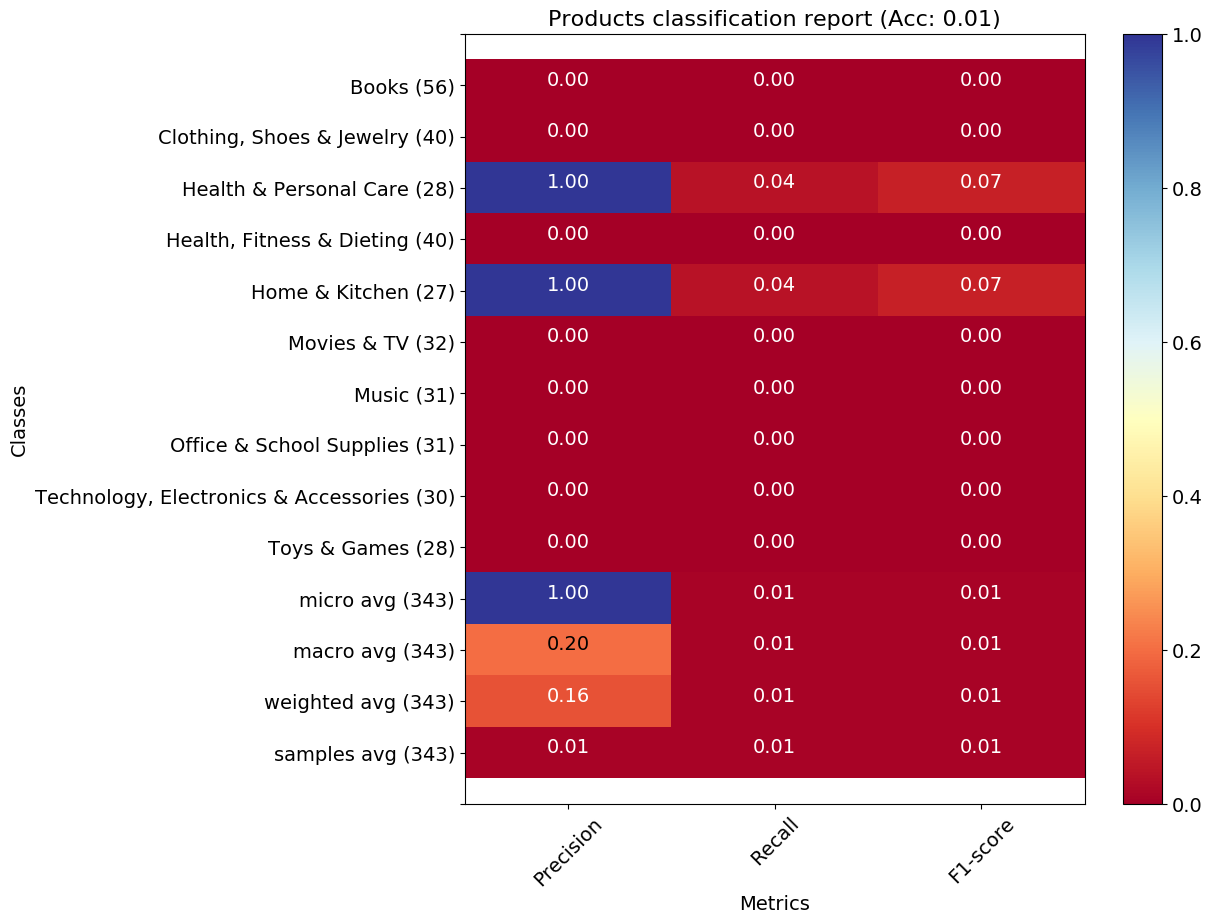 Products classification report (Acc: 0.01)
Books (56) 0.00 0.00 0.00
Clothing, Shoes & Jewelry (40) 0.00 0.00 0.00
Health & Personal Care (28) 1.00 0.04 0.07
Health, Fitness & Dieting (40) 0.00 0.00 0.00
Home & Kitchen (27) 1.00 0.04 0.07
Movies & TV (32) 0.00 0.00 0.00
Music (31) 0.00 0.00 0.00
Office & School Supplies (31) 0.00 0.00 0.00
Technology, Electronics & Accessories (30) 0.00 0.00 0.00
Toys & Games (28) 0.00 0.00 0.00
micro avg (343) 1.00 0.01 0.01
macro avg (343) 0.20 0.01 0.01
weighted avg (343) 0.16 0.01 0.01
samples avg (343) 0.01 0.01 0.01
Classes
Precision Recall F1-score
Metrics
1.0
0.8
0.6
0.4
0.2
0.0